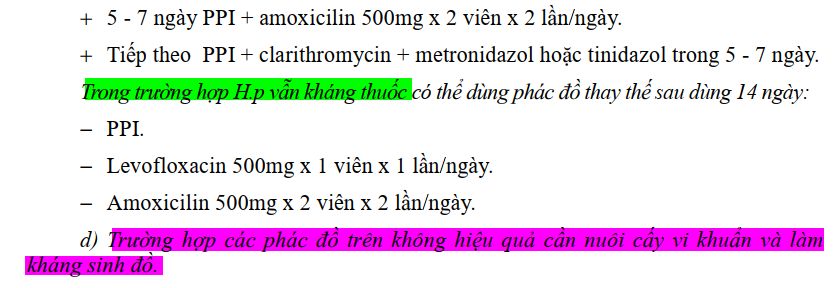 + 5 - 7 ngày PPI + amoxicilin 500mg x 2 viên x 2 lần/ngày.
+ Tiếp theo PPI + clarithromycin + metronidazol hoặc tinidazol trong 5 - 7 ngày.
Trong trường hợp H.p vẫn kháng thuốc có thể dùng phác đồ thay thế sau dùng 14 ngày:
– PPI.
– Levofloxacin 500mg x 1 viên x 1 lần/ngày.
– Amoxicilin 500mg x 2 viên x 2 lần/ngày.
d) Trường hợp các phác đồ trên không hiệu quả cần nuôi cấy vi khuẩn và làm
kháng sinh đồ.